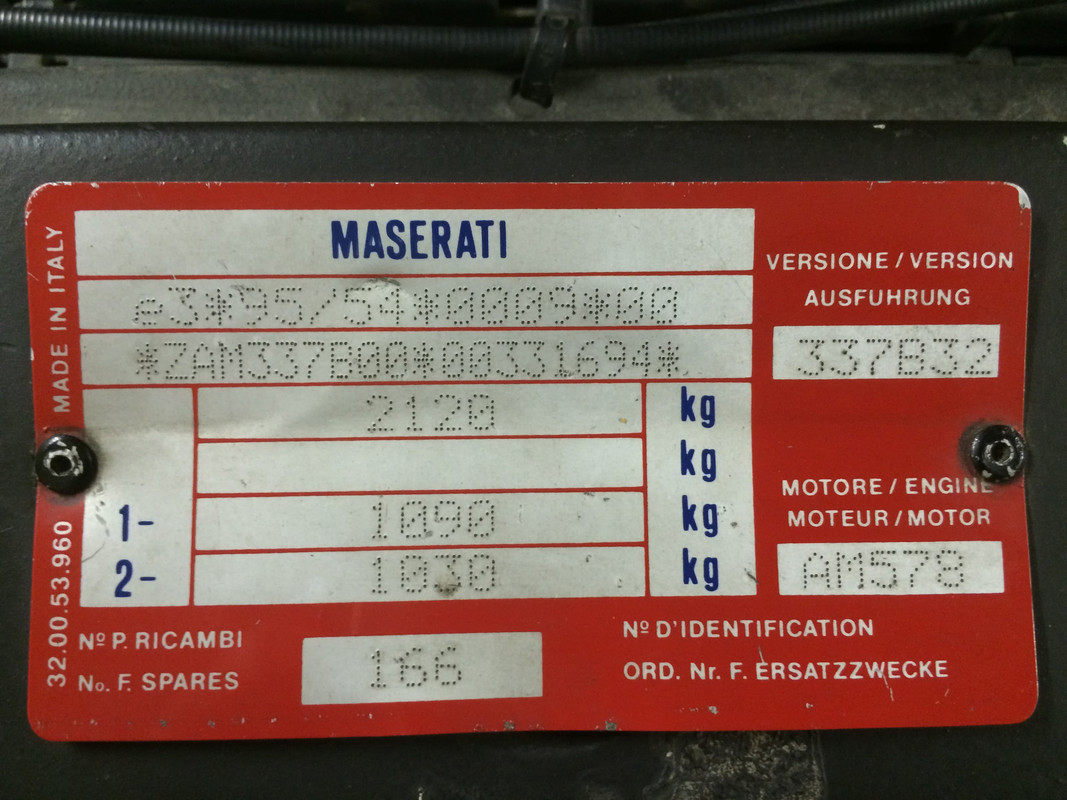 MASERATI
e3*95/54*0009*00
*ZAM337B00*00331694*
2120 kg
kg
1- 1090 kg
2- 1030 kg
VERSIONE / VERSION
AUSFUHRUNG
337B32
MOTORE / ENGINE
MOTEUR / MOTOR
AM578
Nº P. RICAMBI
No. F. SPARES
166
Nº D'IDENTIFICATION
ORD. Nr. F. ERSATZZWECKE
MADE IN ITALY
32.00.53.960